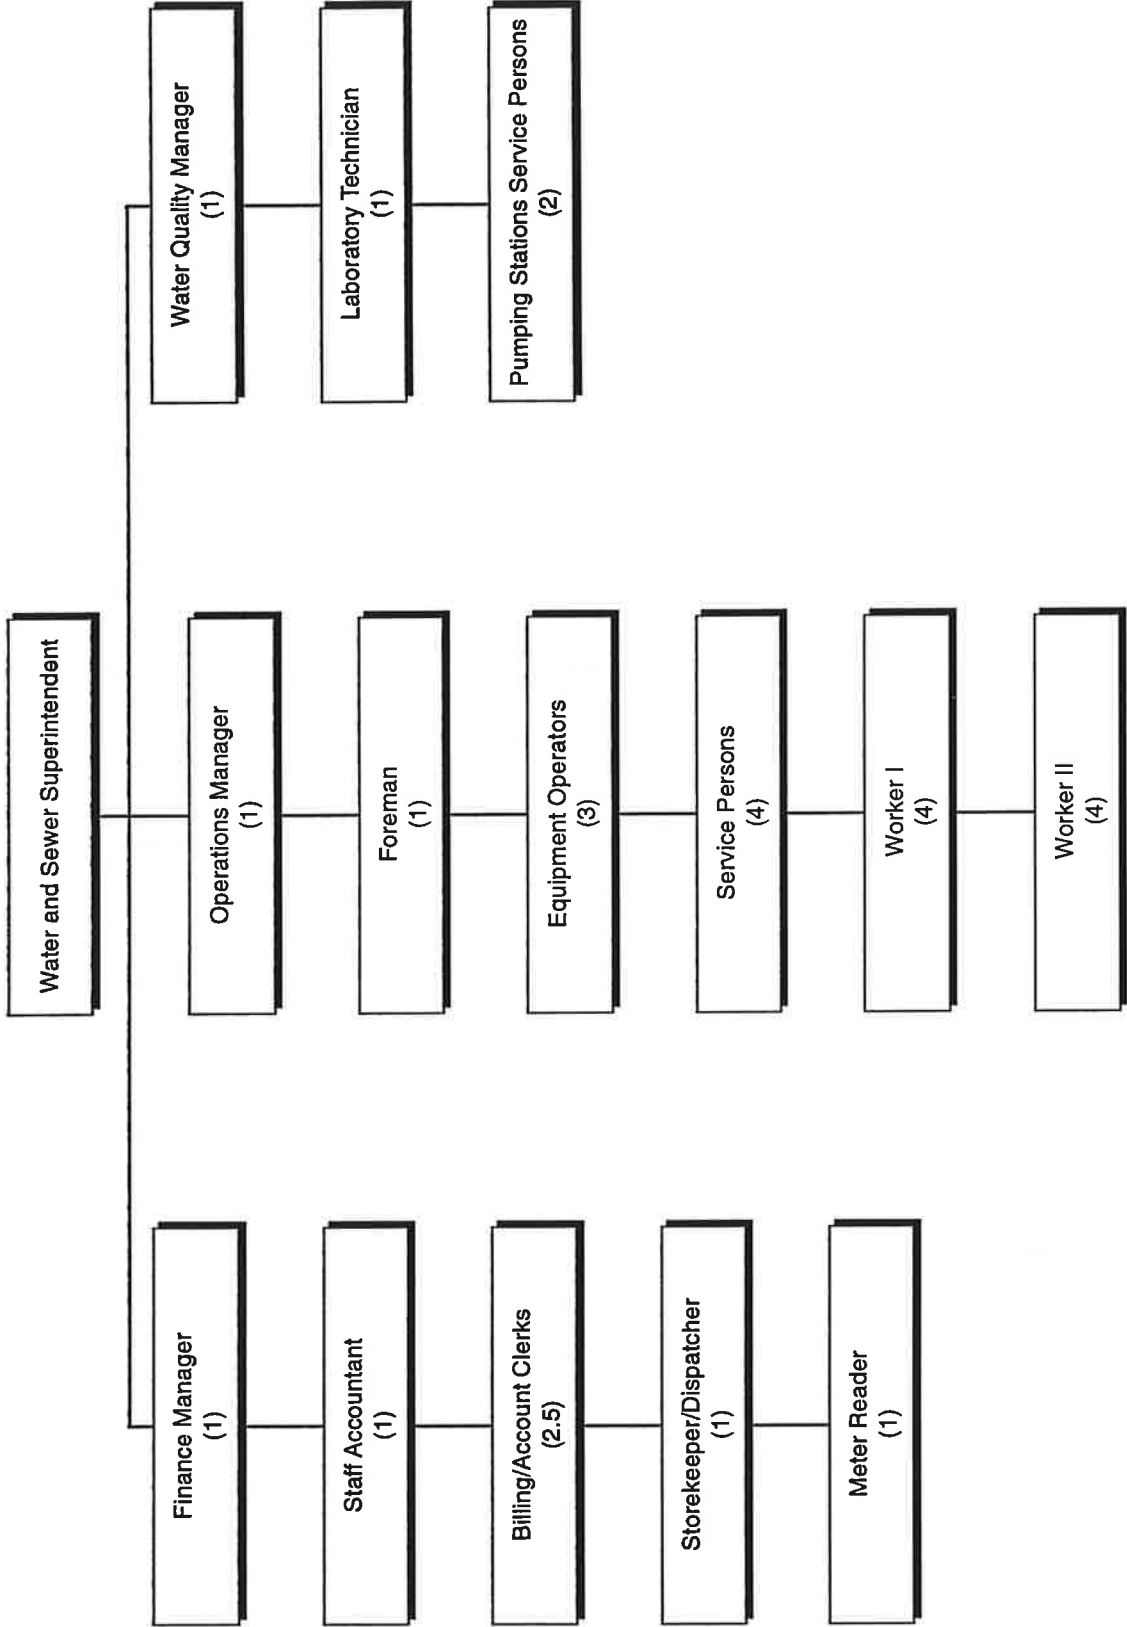 Water and Sewer Superintendent
Finance Manager
(1)
Staff Accountant
(1)
Billing/Account Clerks
(2.5)
Storekeeper/Dispatcher
(1)
Meter Reader
(1)
Operations Manager
(1)
Foreman
(1)
Equipment Operators
(3)
Service Persons
(4)
Worker I
(4)
Worker II
(4)
Water Quality Manager
(1)
Laboratory Technician
(1)
Pumping Stations Service Persons
(2)